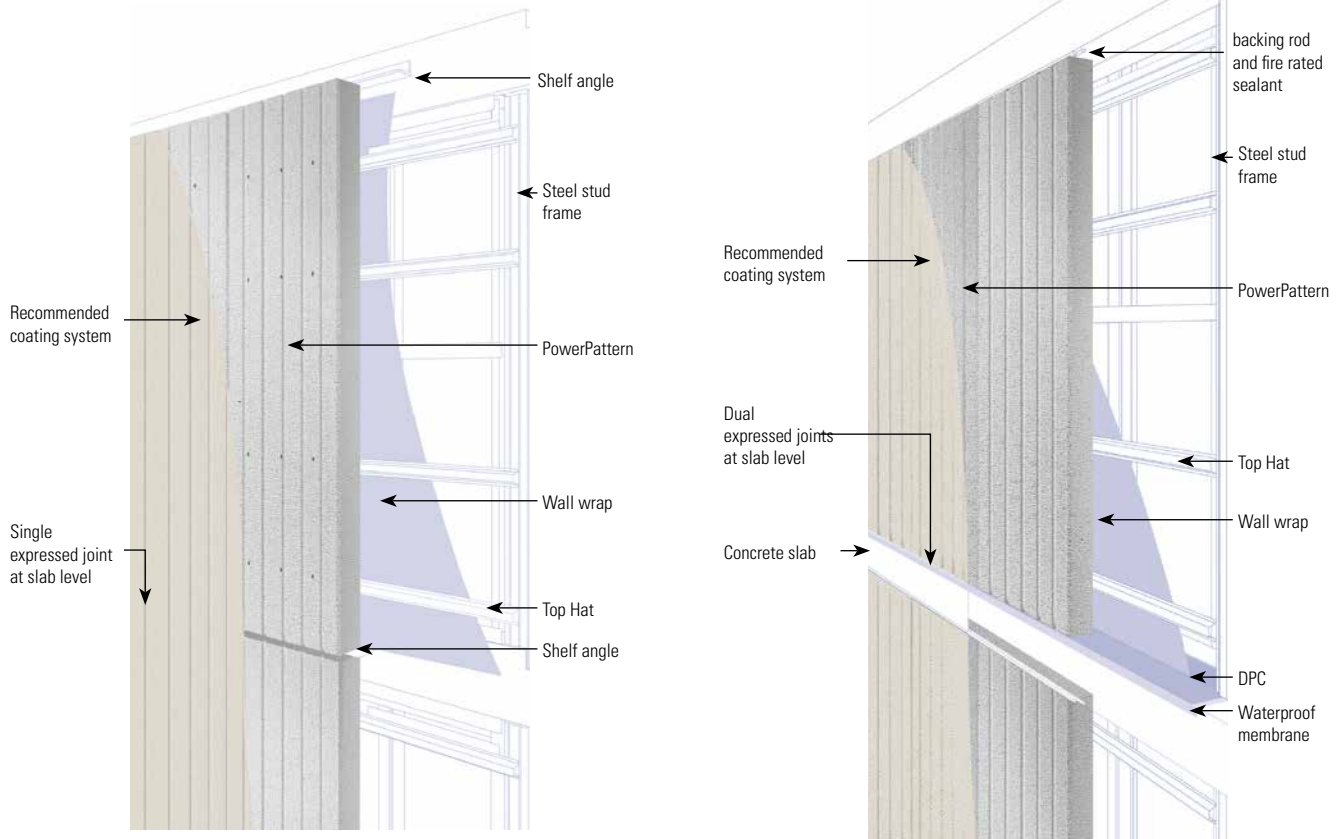 Shelf angle
Steel stud
frame
Recommended
coating system
PowerPattern
Wall wrap
Single
expressed joint
at slab level
Top Hat
Shelf angle
backing rod
and fire rated
sealant
Steel stud
frame
Recommended
coating system
PowerPattern
Dual
expressed joints
at slab level
Top Hat
Wall wrap
Concrete slab
DPC
Waterproof
membrane